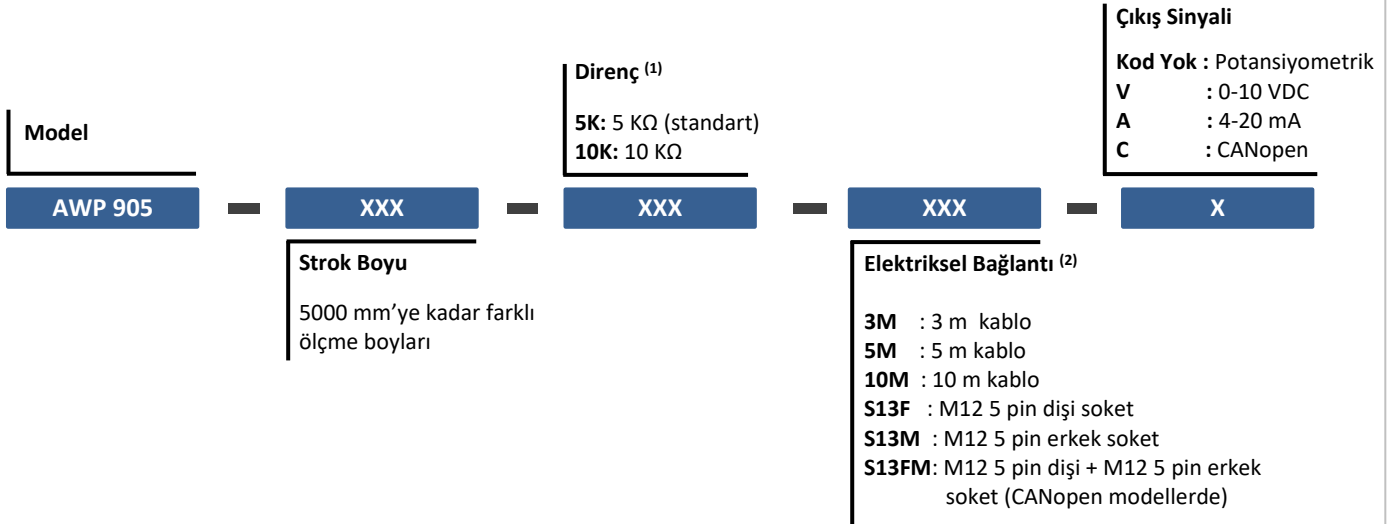 Çıkış Sinyali
Kod Yok : Potansiyometrik
V : 0-10 VDC
A : 4-20 mA
C : CANopen
Direnç (1)
5K: 5 KΩ (standart)
10K: 10 KΩ
Model
AWP 905 — XXX — XXX — XXX — X
Strok Boyu
5000 mm’ye kadar farklı
ölçme boyları
Elektriksel Bağlantı (2)
3M : 3 m kablo
5M : 5 m kablo
10M : 10 m kablo
S13F : M12 5 pin dişi soket
S13M : M12 5 pin erkek soket
S13FM: M12 5 pin dişi + M12 5 pin erkek
soket (CANopen modellerde)